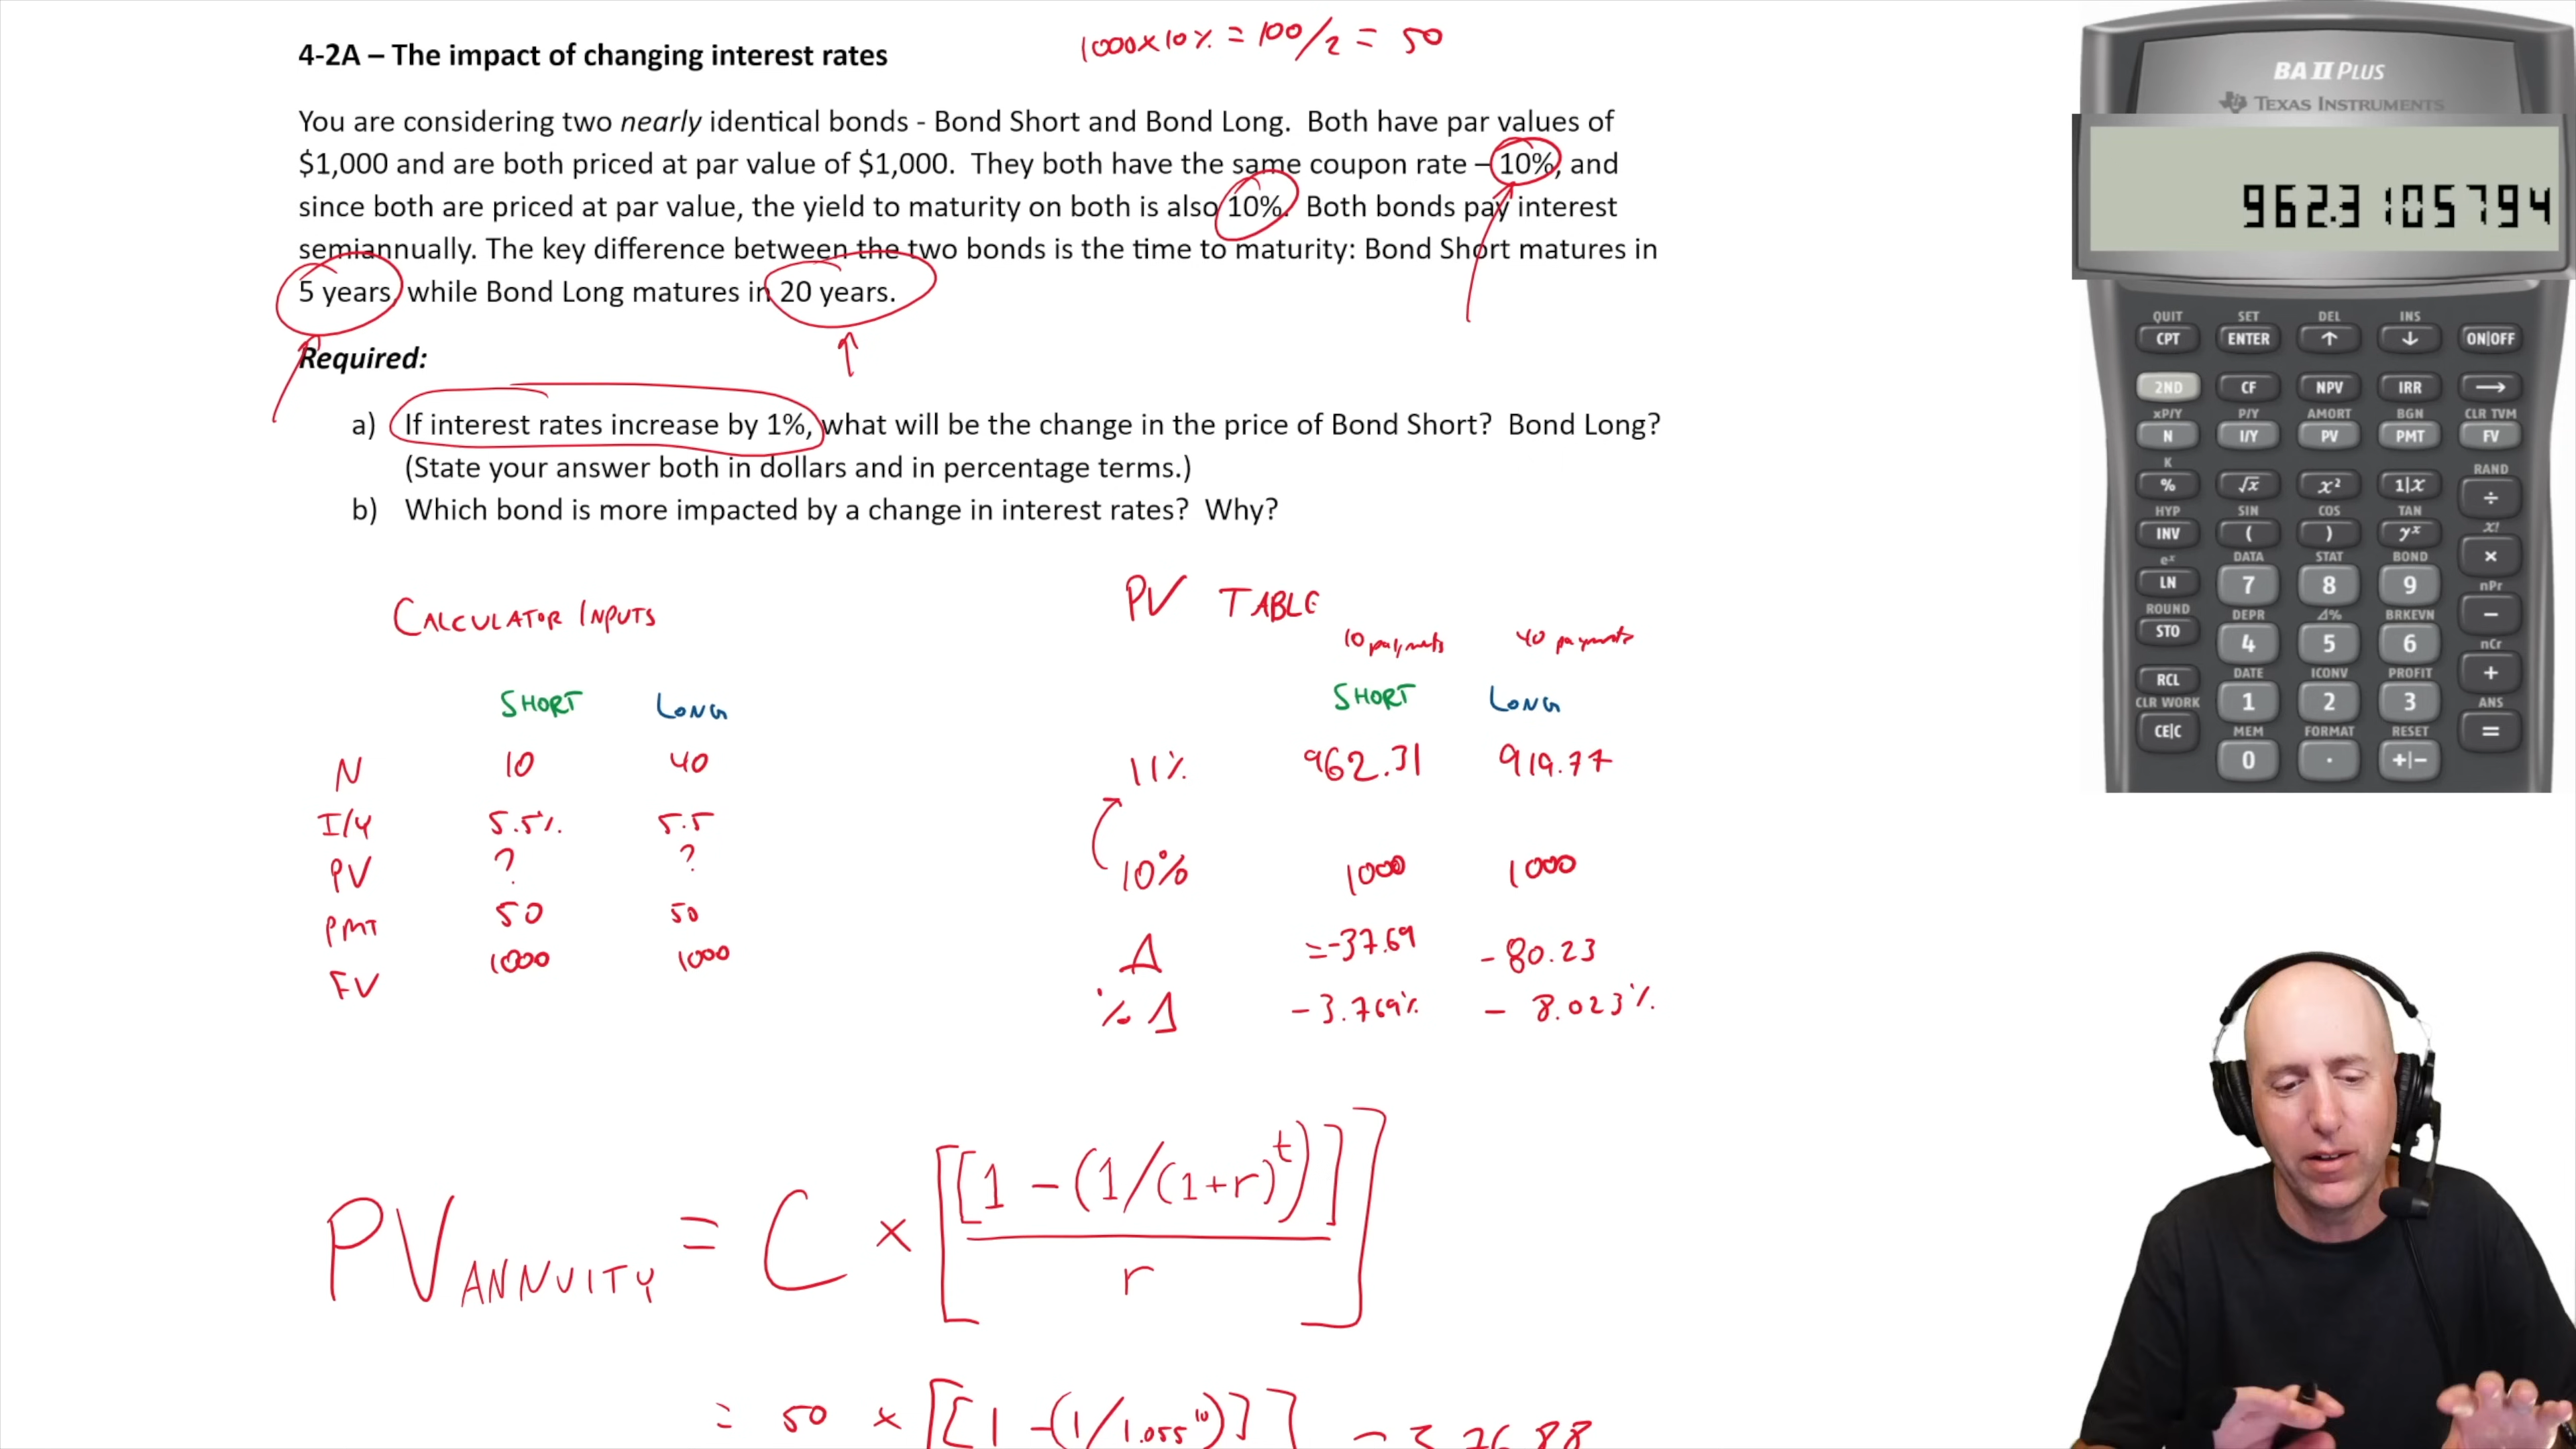 1000 x 10% = 100/2 = 50
4-2A – The impact of changing interest rates
You are considering two nearly identical bonds - Bond Short and Bond Long. Both have par values of
$1,000 and are both priced at par value of $1,000. They both have the same coupon rate – 10%, and
since both are priced at par value, the yield to maturity on both is also 10%. Both bonds pay interest
semiannually. The key difference between the two bonds is the time to maturity: Bond Short matures in
5 years, while Bond Long matures in 20 years.
Required:
a) If interest rates increase by 1%, what will be the change in the price of Bond Short? Bond Long?
(State your answer both in dollars and in percentage terms.)
b) Which bond is more impacted by a change in interest rates? Why?
CALCULATOR INPUTS
SHORT LONG
N 10 40
I/Y 5.5% 5.5
PV ? ?
PMT 50 50
FV 1000 1000
PV TABLE
10 payments 40 payments
SHORT LONG
11% 962.31 919.77
10% 1000 1000
Δ =-37.69 -80.23
% Δ -3.769% - 8.023%
PV ANNUITY = C x [[1 - (1/(1+r)^t)] / r]
= 50 x [[1 - (1/1.055^10)]]
BA II PLUS
TEXAS INSTRUMENTS
962.3105794
QUIT SET DEL INS
CPT ENTER ↑ ↓ ON|OFF
2ND CF NPV IRR →
xP/Y P/Y AMORT BGN CLR TVM
N I/Y PV PMT FV
K RAND
% √x x² 1|x ÷
HYP SIN COS TAN x!
INV ( ) yˣ ×
eˣ DATA STAT BOND nPr
LN 7 8 9 −
ROUND DEPR Δ% BRKEVN nCr
STO 4 5 6 +
DATE ICONV PROFIT
RCL 1 2 3
CLR WORK MEM FORMAT RESET ANS
CE|C 0 . +|− =